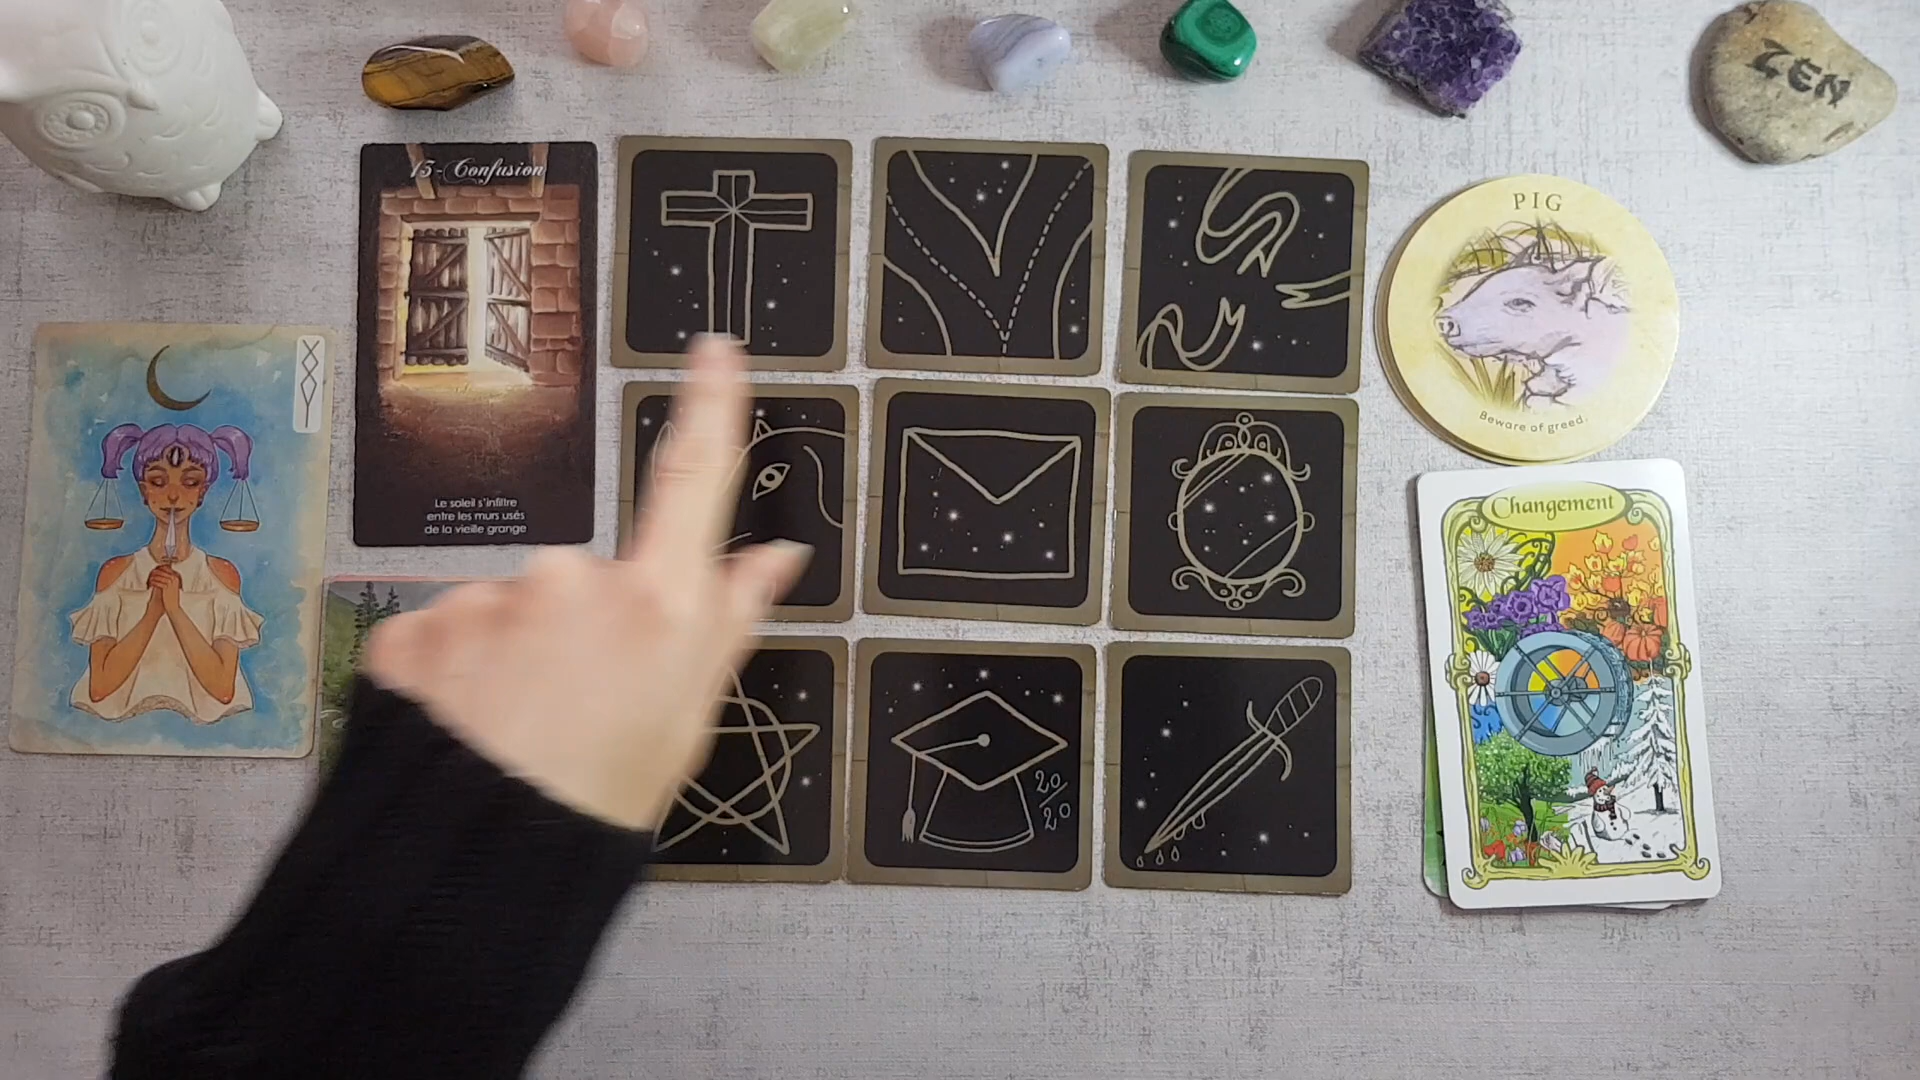 ZEN
15-Confusion
Le soleil s'infiltre
entre les murs usés
de la vieille grange
PIG
Beware of greed.
Changement
20/20